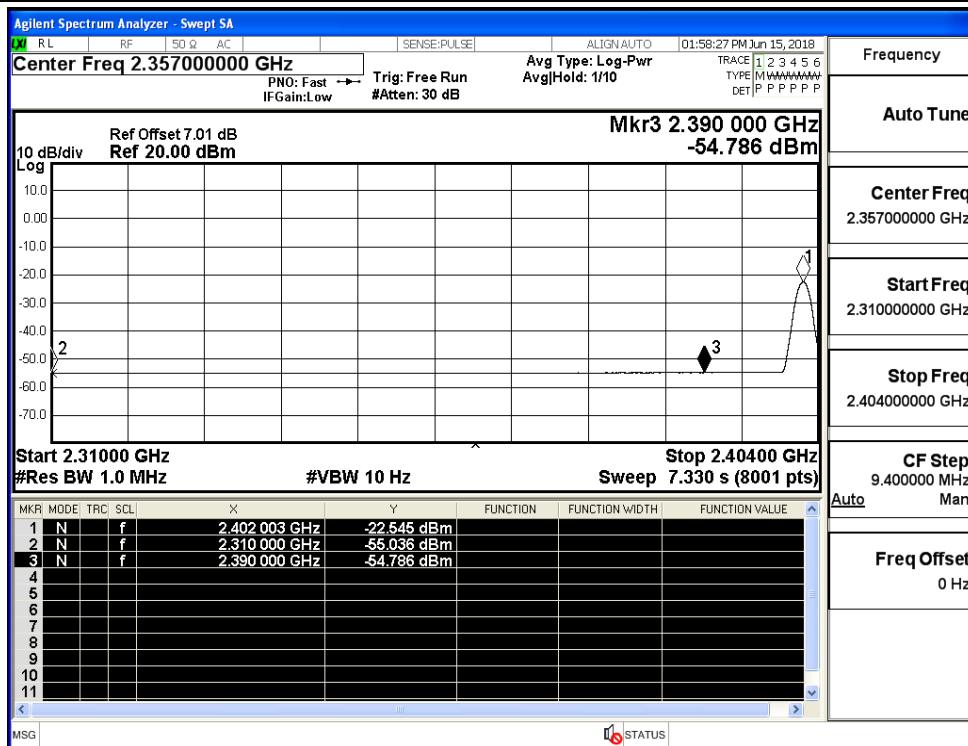 Agilent Spectrum Analyzer - Swept SA
LXI RL RF 50 Ω AC SENSE:PULSE ALIGN AUTO 01:58:27 PM Jun 15, 2018
Center Freq 2.357000000 GHz
PNO: Fast
IFGain:Low
Trig: Free Run
#Atten: 30 dB
Avg Type: Log-Pwr
Avg|Hold: 1/10
TRACE 1 2 3 4 5 6
TYPE MWWWWW
DET P P P P P P
Ref Offset 7.01 dB
10 dB/div Ref 20.00 dBm
Log
Mkr3 2.390 000 GHz
-54.786 dBm
10.0
0.00
-10.0
-20.0
-30.0
-40.0
-50.0
-60.0
-70.0
1
2
3
Start 2.31000 GHz Stop 2.40400 GHz
#Res BW 1.0 MHz #VBW 10 Hz Sweep 7.330 s (8001 pts)
MKR MODE TRC SCL X Y FUNCTION FUNCTION WIDTH FUNCTION VALUE
1 N f 2.402 003 GHz -22.545 dBm
2 N f 2.310 000 GHz -55.036 dBm
3 N f 2.390 000 GHz -54.786 dBm
4
5
6
7
8
9
10
11
MSG STATUS
Frequency
Auto Tune
Center Freq
2.357000000 GHz
Start Freq
2.310000000 GHz
Stop Freq
2.404000000 GHz
CF Step
9.400000 MHz
Auto Man
Freq Offset
0 Hz